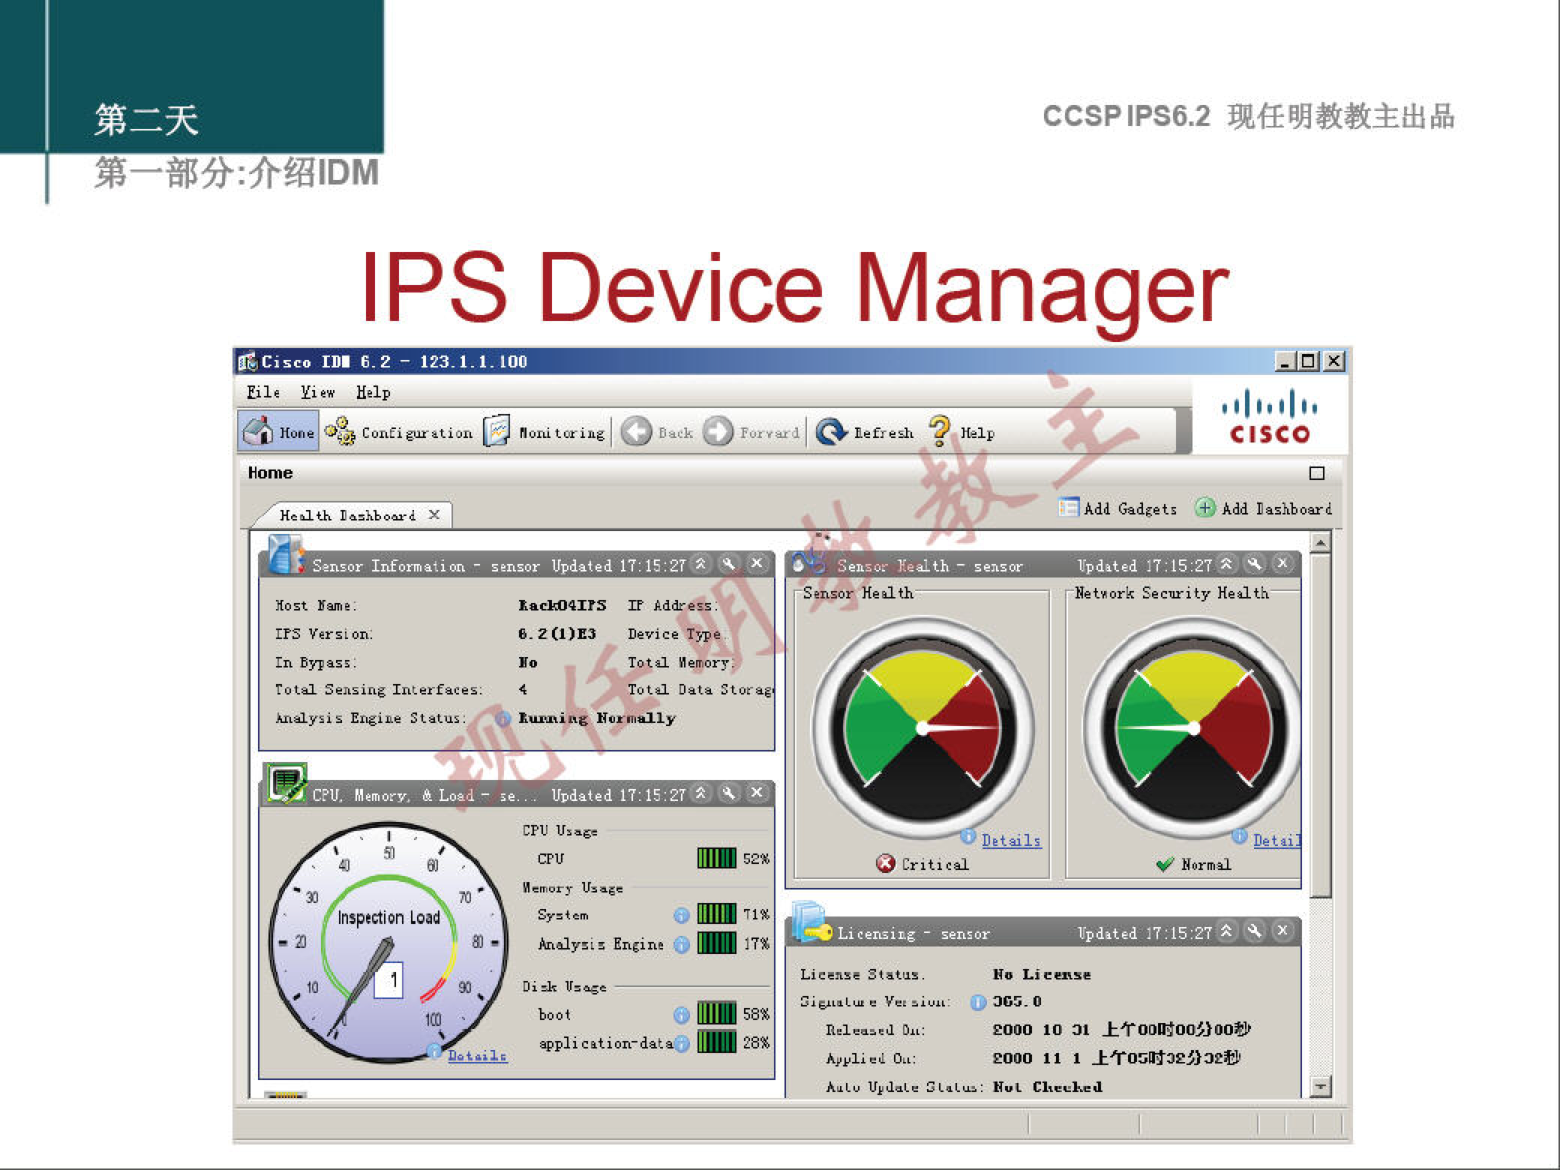 第二天
CCSP IPS6.2 现任明教教主出品
第一部分:介绍IDM
IPS Device Manager
Cisco IDM 6.2 - 123.1.1.100
File View Help
Home Configuration Monitoring Back Forward Refresh Help
CISCO
Home
Health Dashboard
Add Gadgets Add Dashboard
Sensor Information - sensor Updated 17:15:27
Host Name: Rack04IPS IP Address:
IPS Version: 6.2(1)E3 Device Type:
In Bypass: No Total Memory:
Total Sensing Interfaces: 4 Total Data Storag
Analysis Engine Status: Running Normally
Sensor Health - sensor Updated 17:15:27
Sensor Health
Network Security Health
Details
Detail
Critical
Normal
CPU, Memory, & Load - se... Updated 17:15:27
Inspection Load
0
10
20
30
40
50
60
70
80
90
100
1
Details
CPU Usage
CPU 52%
Memory Usage
System 71%
Analysis Engine 17%
Disk Usage
boot 58%
application-data 28%
Licensing - sensor Updated 17:15:27
License Status: No License
Signature Version: 365.0
Released On: 2008 10 31 上午00时00分00秒
Applied On: 2008 11 1 上午05时32分32秒
Auto Update Status: Not Checked
现任明教教主